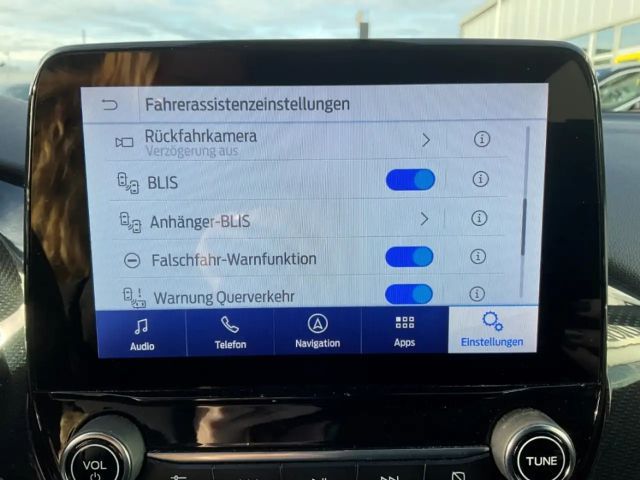 Fahrerassistenzeinstellungen
Rückfahrkamera
Verzögerung aus
BLIS
Anhänger-BLIS
Falschfahr-Warnfunktion
Warnung Querverkehr
Audio
Telefon
Navigation
Apps
Einstellungen
VOL
TUNE